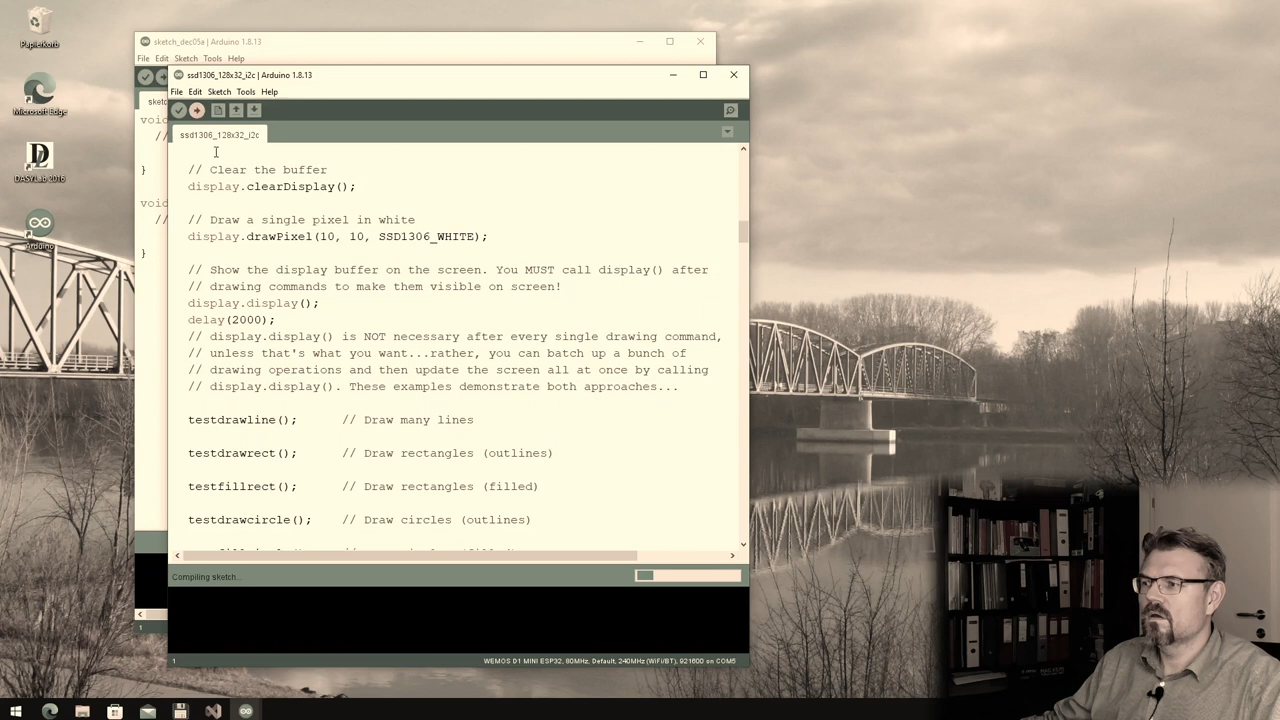 Papierkorb
Microsoft Edge
DASYLab 2016
Arduino
sketch_dec05a | Arduino 1.8.13
File Edit Sketch Tools Help
ssd1306_128x32_i2c | Arduino 1.8.13
File Edit Sketch Tools Help
ssd1306_128x32_i2c
// Clear the buffer
display.clearDisplay();
// Draw a single pixel in white
display.drawPixel(10, 10, SSD1306_WHITE);
// Show the display buffer on the screen. You MUST call display() after
// drawing commands to make them visible on screen!
display.display();
delay(2000);
// display.display() is NOT necessary after every single drawing command,
// unless that's what you want...rather, you can batch up a bunch of
// drawing operations and then update the screen all at once by calling
// display.display(). These examples demonstrate both approaches...
testdrawline();      // Draw many lines
testdrawrect();      // Draw rectangles (outlines)
testfillrect();      // Draw rectangles (filled)
testdrawcircle();    // Draw circles (outlines)
Compiling sketch...
1
WEMOS D1 MINI ESP32, 80MHz, Default, 240MHz (WiFi/BT), 921600 on COM5
sketc
void
//
}
void
//
}
1